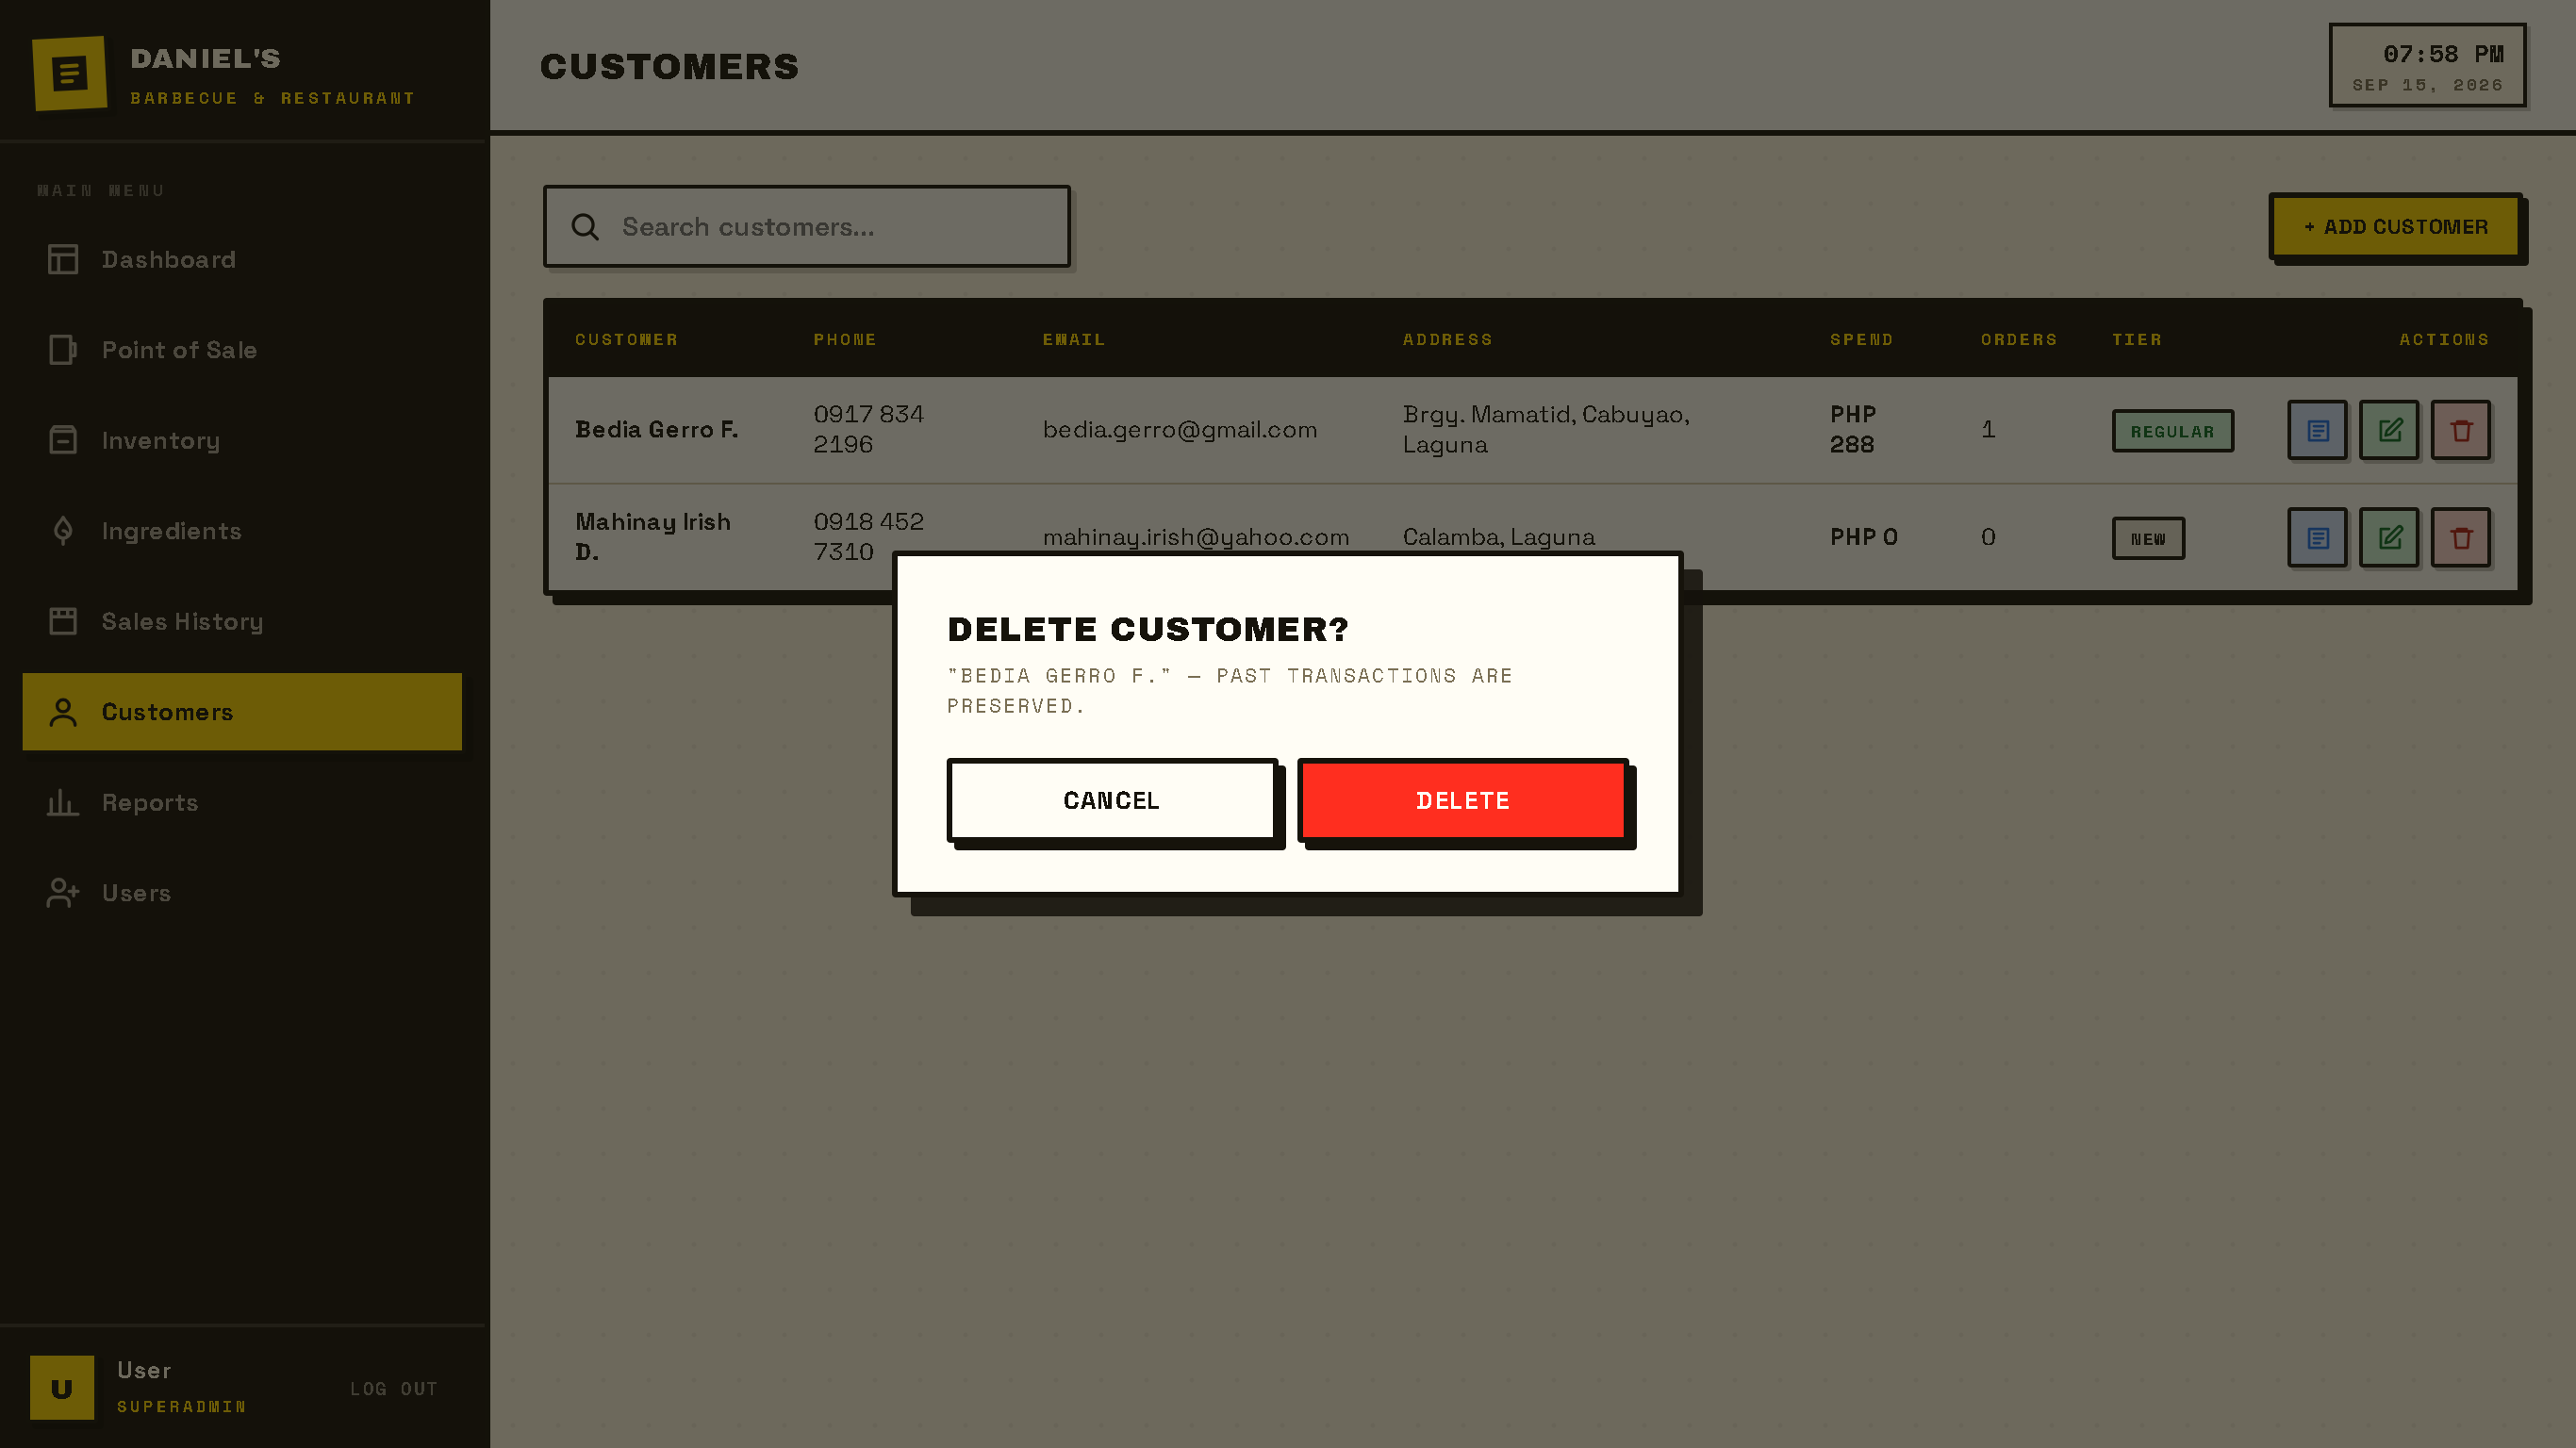 DANIEL'S
BARBECUE & RESTAURANT
MAIN MENU
Dashboard
Point of Sale
Inventory
Ingredients
Sales History
Customers
Reports
Users
U
User
SUPERADMIN
LOG OUT
CUSTOMERS
07:58 PM
SEP 15, 2026
Search customers...
+ ADD CUSTOMER
CUSTOMER PHONE EMAIL ADDRESS SPEND ORDERS TIER ACTIONS
Bedia Gerro F. 0917 834 2196 bedia.gerro@gmail.com Brgy. Mamatid, Cabuyao, Laguna PHP 288 1 REGULAR
Mahinay Irish D. 0918 452 7310 mahinay.irish@yahoo.com Calamba, Laguna PHP 0 0 NEW
DELETE CUSTOMER?
"BEDIA GERRO F." — PAST TRANSACTIONS ARE
PRESERVED.
CANCEL DELETE